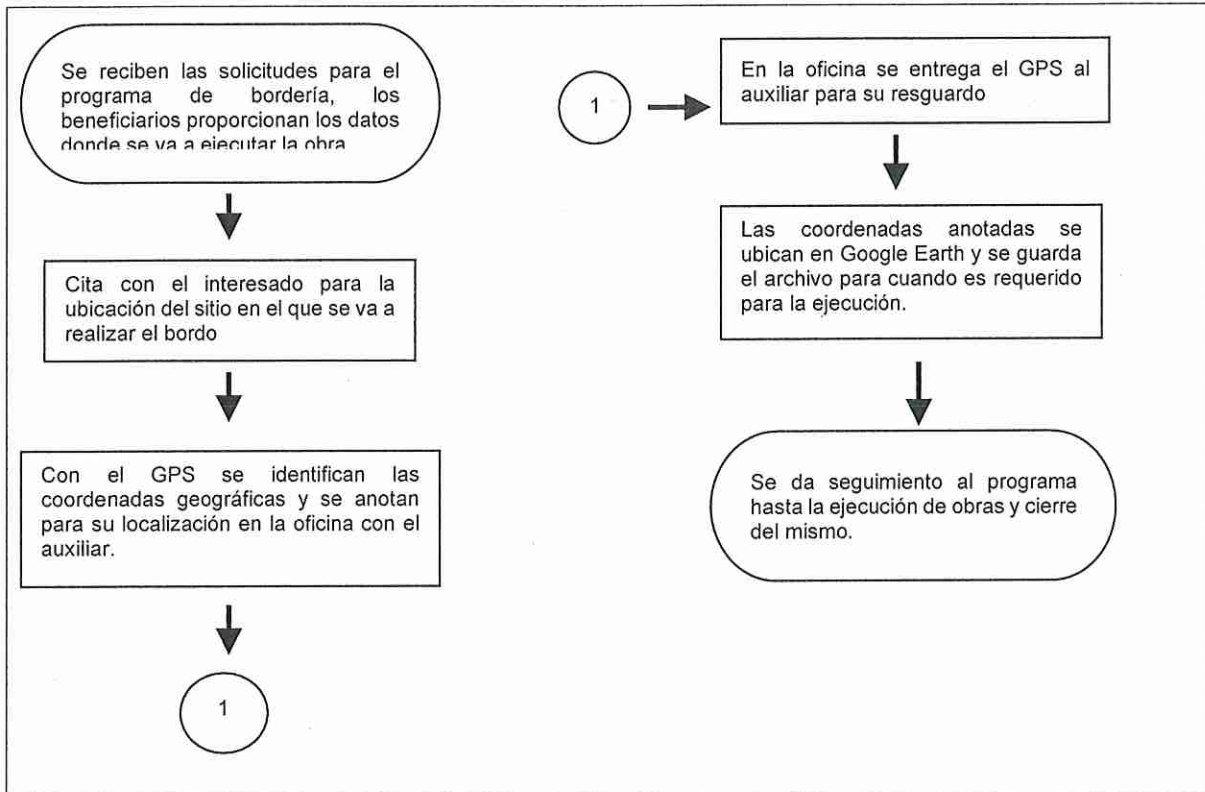 Se reciben las solicitudes para el
programa de bordería, los
beneficiarios proporcionan los datos
donde se va a ejecutar la obra
Cita con el interesado para la
ubicación del sitio en el que se va a
realizar el bordo
Con el GPS se identifican las
coordenadas geográficas y se anotan
para su localización en la oficina con el
auxiliar.
1
1
En la oficina se entrega el GPS al
auxiliar para su resguardo
Las coordenadas anotadas se
ubican en Google Earth y se guarda
el archivo para cuando es requerido
para la ejecución.
Se da seguimiento al programa
hasta la ejecución de obras y cierre
del mismo.